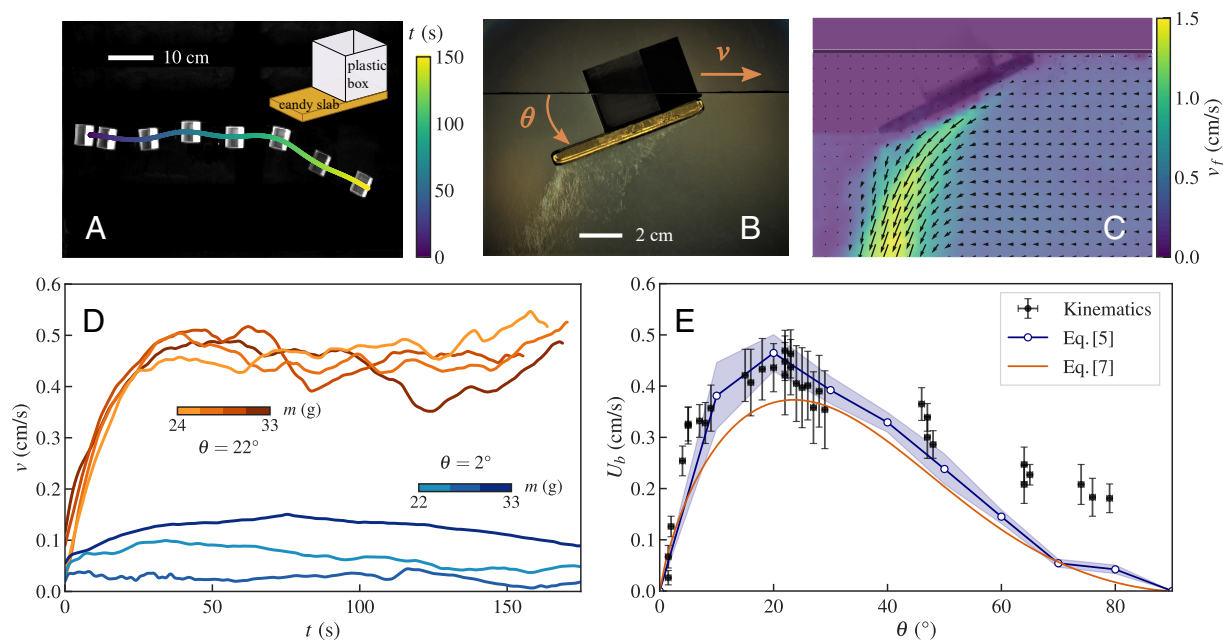 t (s)
150
100
50
0
10 cm
plastic
box
candy slab
A
v
θ
2 cm
B
1.5
1.0
0.5
0.0
v_f (cm/s)
C
D
0.6
0.5
0.4
0.3
0.2
0.1
0.0
v (cm/s)
24 33 m (g)
θ = 22°
θ = 2°
22 33 m (g)
0 50 100 150
t (s)
E
Kinematics
Eq.[5]
Eq.[7]
0.6
0.5
0.4
0.3
0.2
0.1
0.0
U_b (cm/s)
0 20 40 60 80
θ (°)